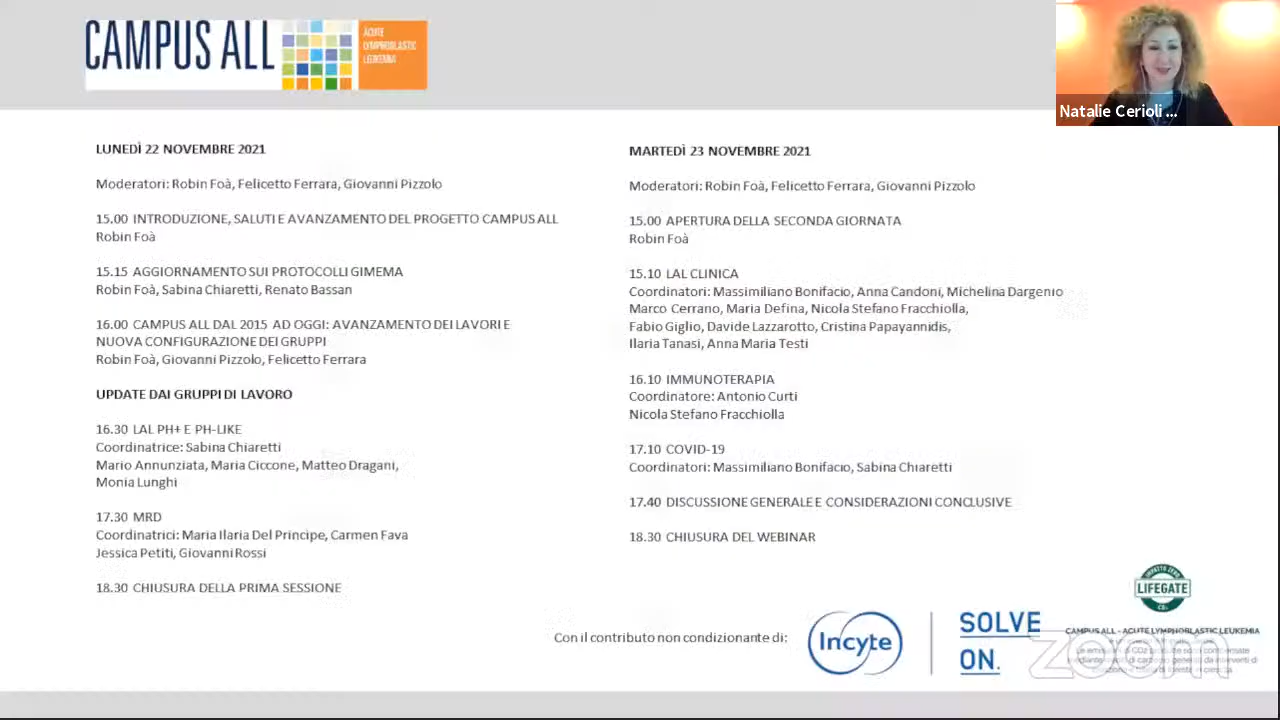 CAMPUS ALL
ACUTE
LYMPHOBLASTIC
LEUKEMIA
Natalie Cerioli ...
LUNEDÌ 22 NOVEMBRE 2021
Moderatori: Robin Foà, Felicetto Ferrara, Giovanni Pizzolo
15.00 INTRODUZIONE, SALUTI E AVANZAMENTO DEL PROGETTO CAMPUS ALL
Robin Foà
15.15 AGGIORNAMENTO SUI PROTOCOLLI GIMEMA
Robin Foà, Sabina Chiaretti, Renato Bassan
16.00 CAMPUS ALL DAL 2015 AD OGGI: AVANZAMENTO DEI LAVORI E
NUOVA CONFIGURAZIONE DEI GRUPPI
Robin Foà, Giovanni Pizzolo, Felicetto Ferrara
UPDATE DAI GRUPPI DI LAVORO
16.30 LAL PH+ E PH-LIKE
Coordinatrice: Sabina Chiaretti
Mario Annunziata, Maria Ciccone, Matteo Dragani,
Monia Lunghi
17.30 MRD
Coordinatrici: Maria Ilaria Del Principe, Carmen Fava
Jessica Petiti, Giovanni Rossi
18.30 CHIUSURA DELLA PRIMA SESSIONE
MARTEDÌ 23 NOVEMBRE 2021
Moderatori: Robin Foà, Felicetto Ferrara, Giovanni Pizzolo
15.00 APERTURA DELLA SECONDA GIORNATA
Robin Foà
15.10 LAL CLINICA
Coordinatori: Massimiliano Bonifacio, Anna Candoni, Michelina Dargenio
Marco Cerrano, Maria Defina, Nicola Stefano Fracchiolla,
Fabio Giglio, Davide Lazzarotto, Cristina Papayannidis,
Ilaria Tanasi, Anna Maria Testi
16.10 IMMUNOTERAPIA
Coordinatore: Antonio Curti
Nicola Stefano Fracchiolla
17.10 COVID-19
Coordinatori: Massimiliano Bonifacio, Sabina Chiaretti
17.40 DISCUSSIONE GENERALE E CONSIDERAZIONI CONCLUSIVE
18.30 CHIUSURA DEL WEBINAR
Con il contributo non condizionante di:
Incyte
SOLVE
ON.
IMPATTO ZERO
LIFEGATE
CAMPUS ALL - ACUTE LYMPHOBLASTIC LEUKEMIA
zoom